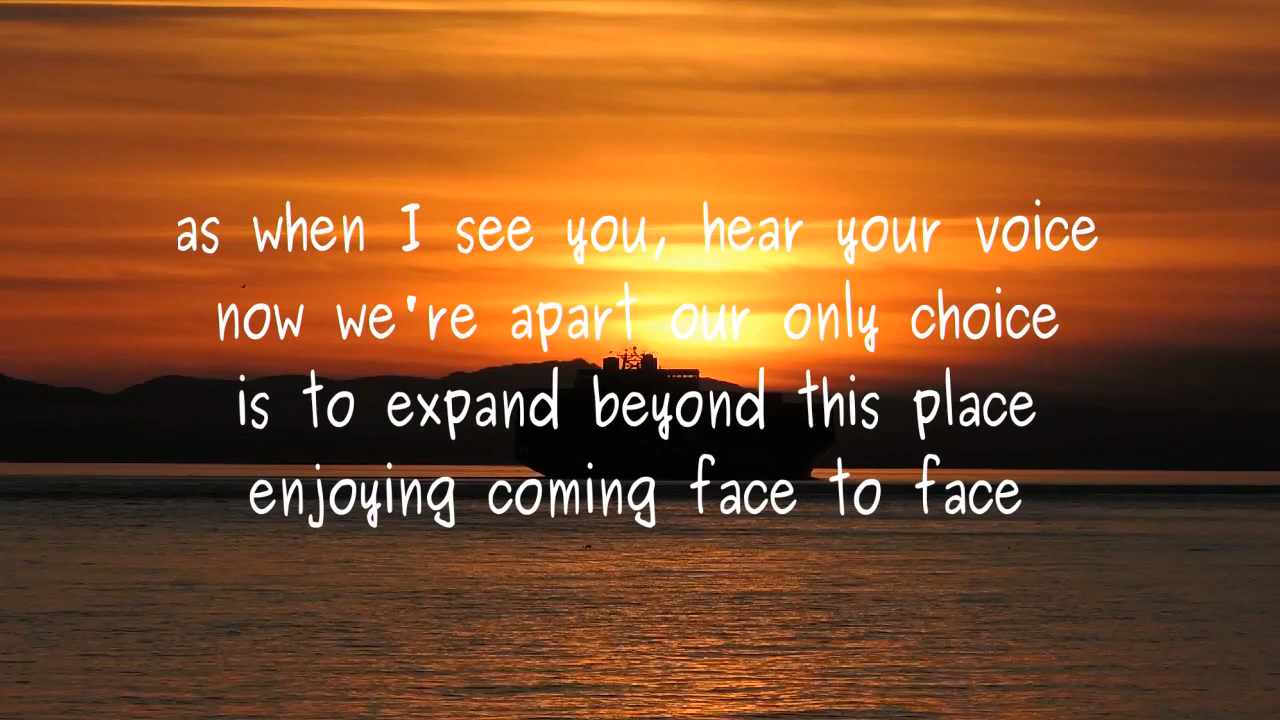 as when I see you, hear your voice
now we're apart our only choice
is to expand beyond this place
enjoying coming face to face